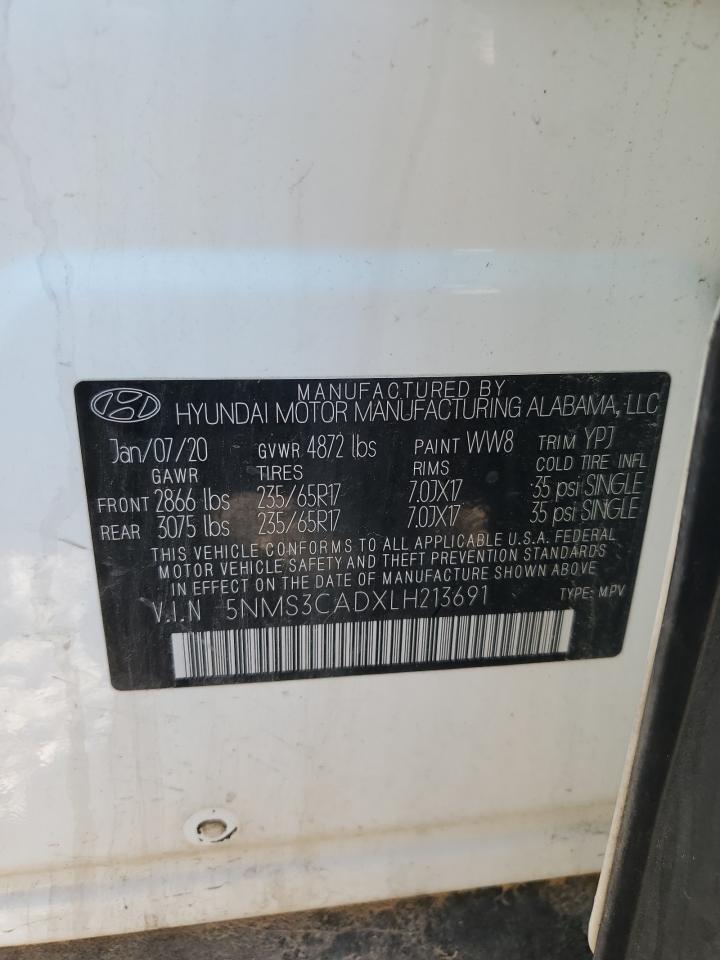 MANUFACTURED BY
HYUNDAI MOTOR MANUFACTURING ALABAMA, LLC
Jan/07/20 GVWR 4872 lbs PAINT WW8 TRIM YPJ
GAWR TIRES RIMS COLD TIRE INFL
FRONT 2866 lbs 235/65R17 7.0JX17 35 psi SINGLE
REAR 3075 lbs 235/65R17 7.0JX17 35 psi SINGLE
THIS VEHICLE CONFORMS TO ALL APPLICABLE U.S.A. FEDERAL
MOTOR VEHICLE SAFETY AND THEFT PREVENTION STANDARDS
IN EFFECT ON THE DATE OF MANUFACTURE SHOWN ABOVE
V.I.N 5NMS3CADXLH213691 TYPE: MPV